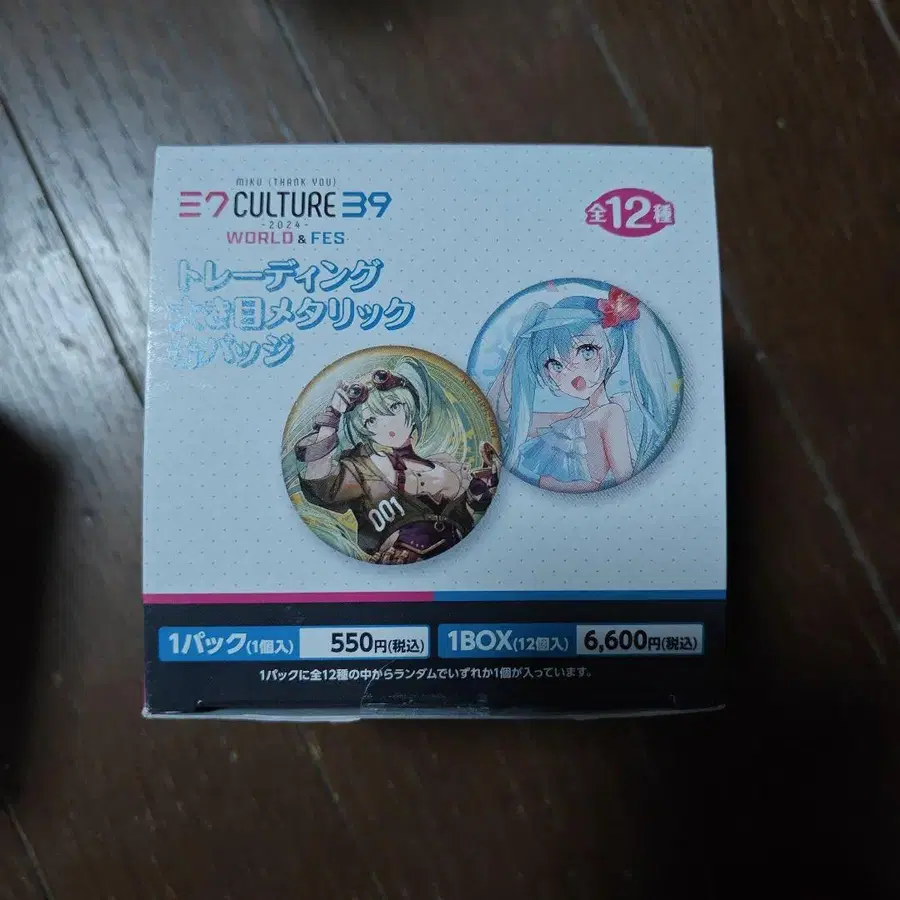 MIKU (THANK YOU)
ミク CULTURE 39
-2024-
WORLD & FES
全12種
トレーディング
大き目メタリック
缶バッジ
001
1パック(1個入) 550円(税込) 1BOX(12個入) 6,600円(税込)
1パックに全12種の中からランダムでいずれか1個が入っています。